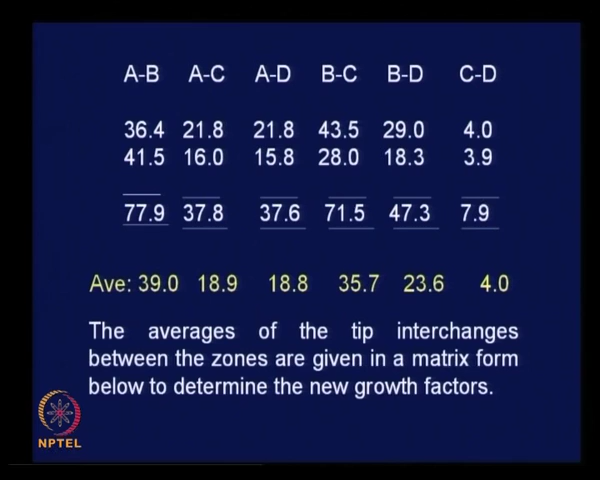 A-B A-C A-D B-C B-D C-D
36.4 21.8 21.8 43.5 29.0 4.0
41.5 16.0 15.8 28.0 18.3 3.9
77.9 37.8 37.6 71.5 47.3 7.9
Ave: 39.0 18.9 18.8 35.7 23.6 4.0
The averages of the tip interchanges
between the zones are given in a matrix form
below to determine the new growth factors.
NPTEL